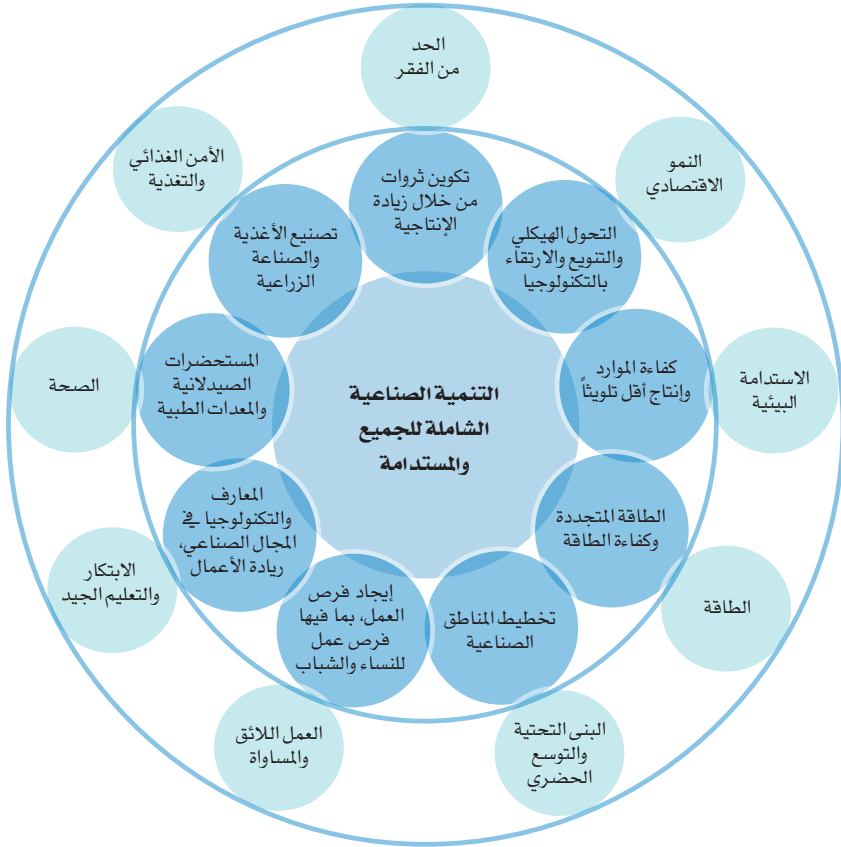 الحد
من الفقر
النمو
الاقتصادي
الاستدامة
البيئية
الطاقة
البنى التحتية
والتوسع
الحضري
العمل اللائق
والمساواة
الابتكار
والتعليم الجيد
الصحة
الأمن الغذائي
والتغذية
تكوين ثروات
من خلال زيادة
الإنتاجية
التحول الهيكلي
والتنويع والارتقاء
بالتكنولوجيا
كفاءة الموارد
وإنتاج أقل تلويثاً
الطاقة المتجددة
وكفاءة الطاقة
تخطيط المناطق
الصناعية
إيجاد فرص
العمل، بما فيها
فرص عمل
للنساء والشباب
المعارف
والتكنولوجيا في
المجال الصناعي،
ريادة الأعمال
المستحضرات
الصيدلانية
والمعدات الطبية
تصنيع الأغذية
والصناعة
الزراعية
التنمية الصناعية
الشاملة للجميع
والمستدامة